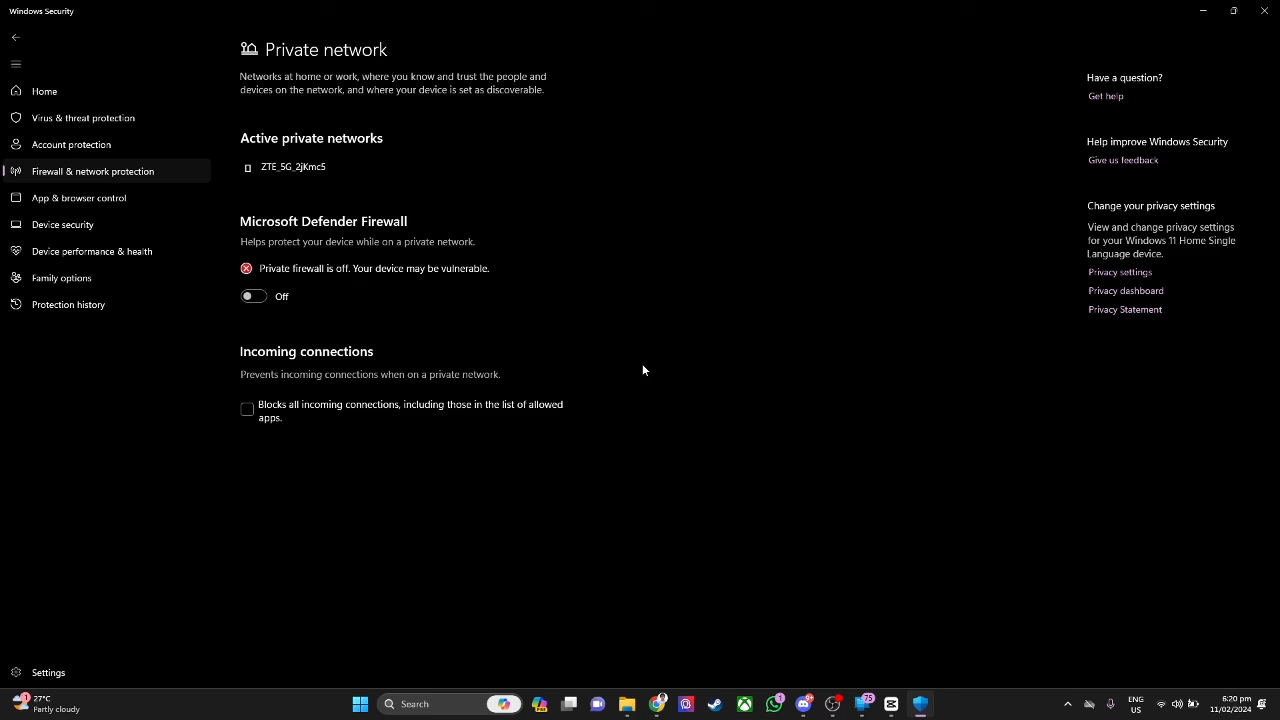 Windows Security
Private network
Networks at home or work, where you know and trust the people and
devices on the network, and where your device is set as discoverable.
Active private networks
ZTE_5G_2jKmc5
Microsoft Defender Firewall
Helps protect your device while on a private network.
Private firewall is off. Your device may be vulnerable.
Off
Incoming connections
Prevents incoming connections when on a private network.
Blocks all incoming connections, including those in the list of allowed
apps.
Home
Virus & threat protection
Account protection
Firewall & network protection
App & browser control
Device security
Device performance & health
Family options
Protection history
Settings
Have a question?
Get help
Help improve Windows Security
Give us feedback
Change your privacy settings
View and change privacy settings
for your Windows 11 Home Single
Language device.
Privacy settings
Privacy dashboard
Privacy Statement
1
27°C
Partly cloudy
Search
PRE
1
9+
75
ENG
US
6:20 pm
11/02/2024